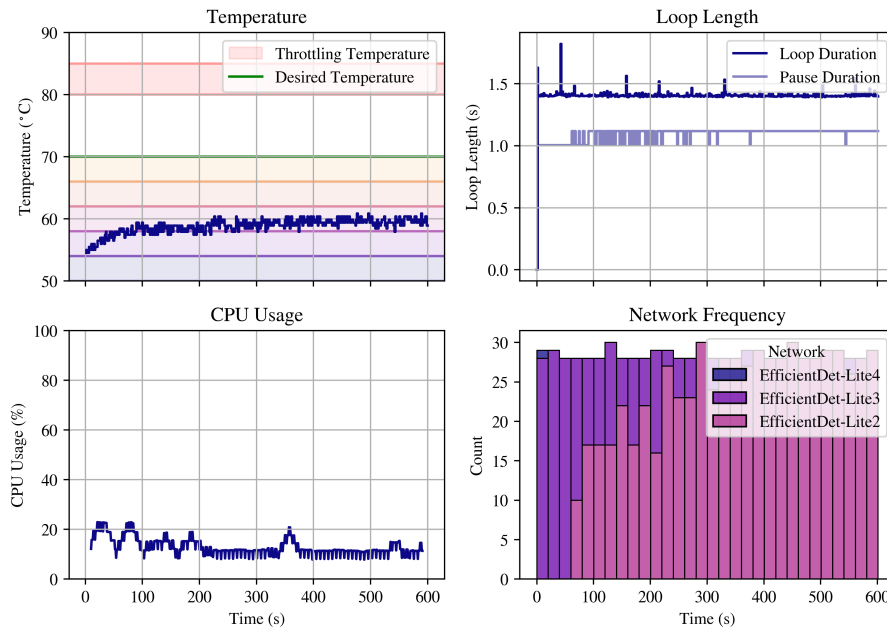 Temperature
90
80
70
60
50
Temperature (°C)
Throttling Temperature
Desired Temperature
Loop Length
1.5
1.0
0.5
0.0
Loop Length (s)
Loop Duration
Pause Duration
CPU Usage
100
80
60
40
20
0
CPU Usage (%)
0 100 200 300 400 500 600
Time (s)
Network Frequency
30
25
20
15
10
5
0
Count
Network
EfficientDet-Lite4
EfficientDet-Lite3
EfficientDet-Lite2
0 100 200 300 400 500 600
Time (s)